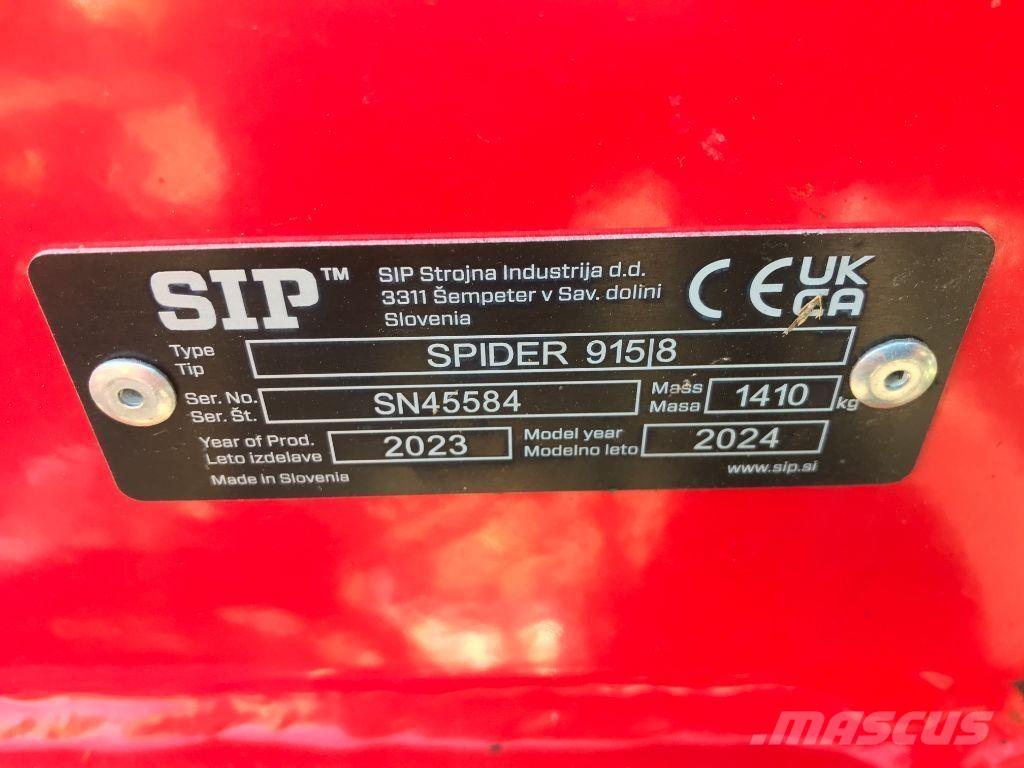 SIP™
SIP Strojna Industrija d.d.
3311 Šempeter v Sav. dolini
Slovenia
CE UK
CA
Type
Tip
SPIDER 915|8
Ser. No.
Ser. Št.
SN45584
Mass
Masa
1410 kg
Year of Prod.
Leto izdelave
2023
Model year
Modelno leto
2024
Made in Slovenia
www.sip.si
MASCUS